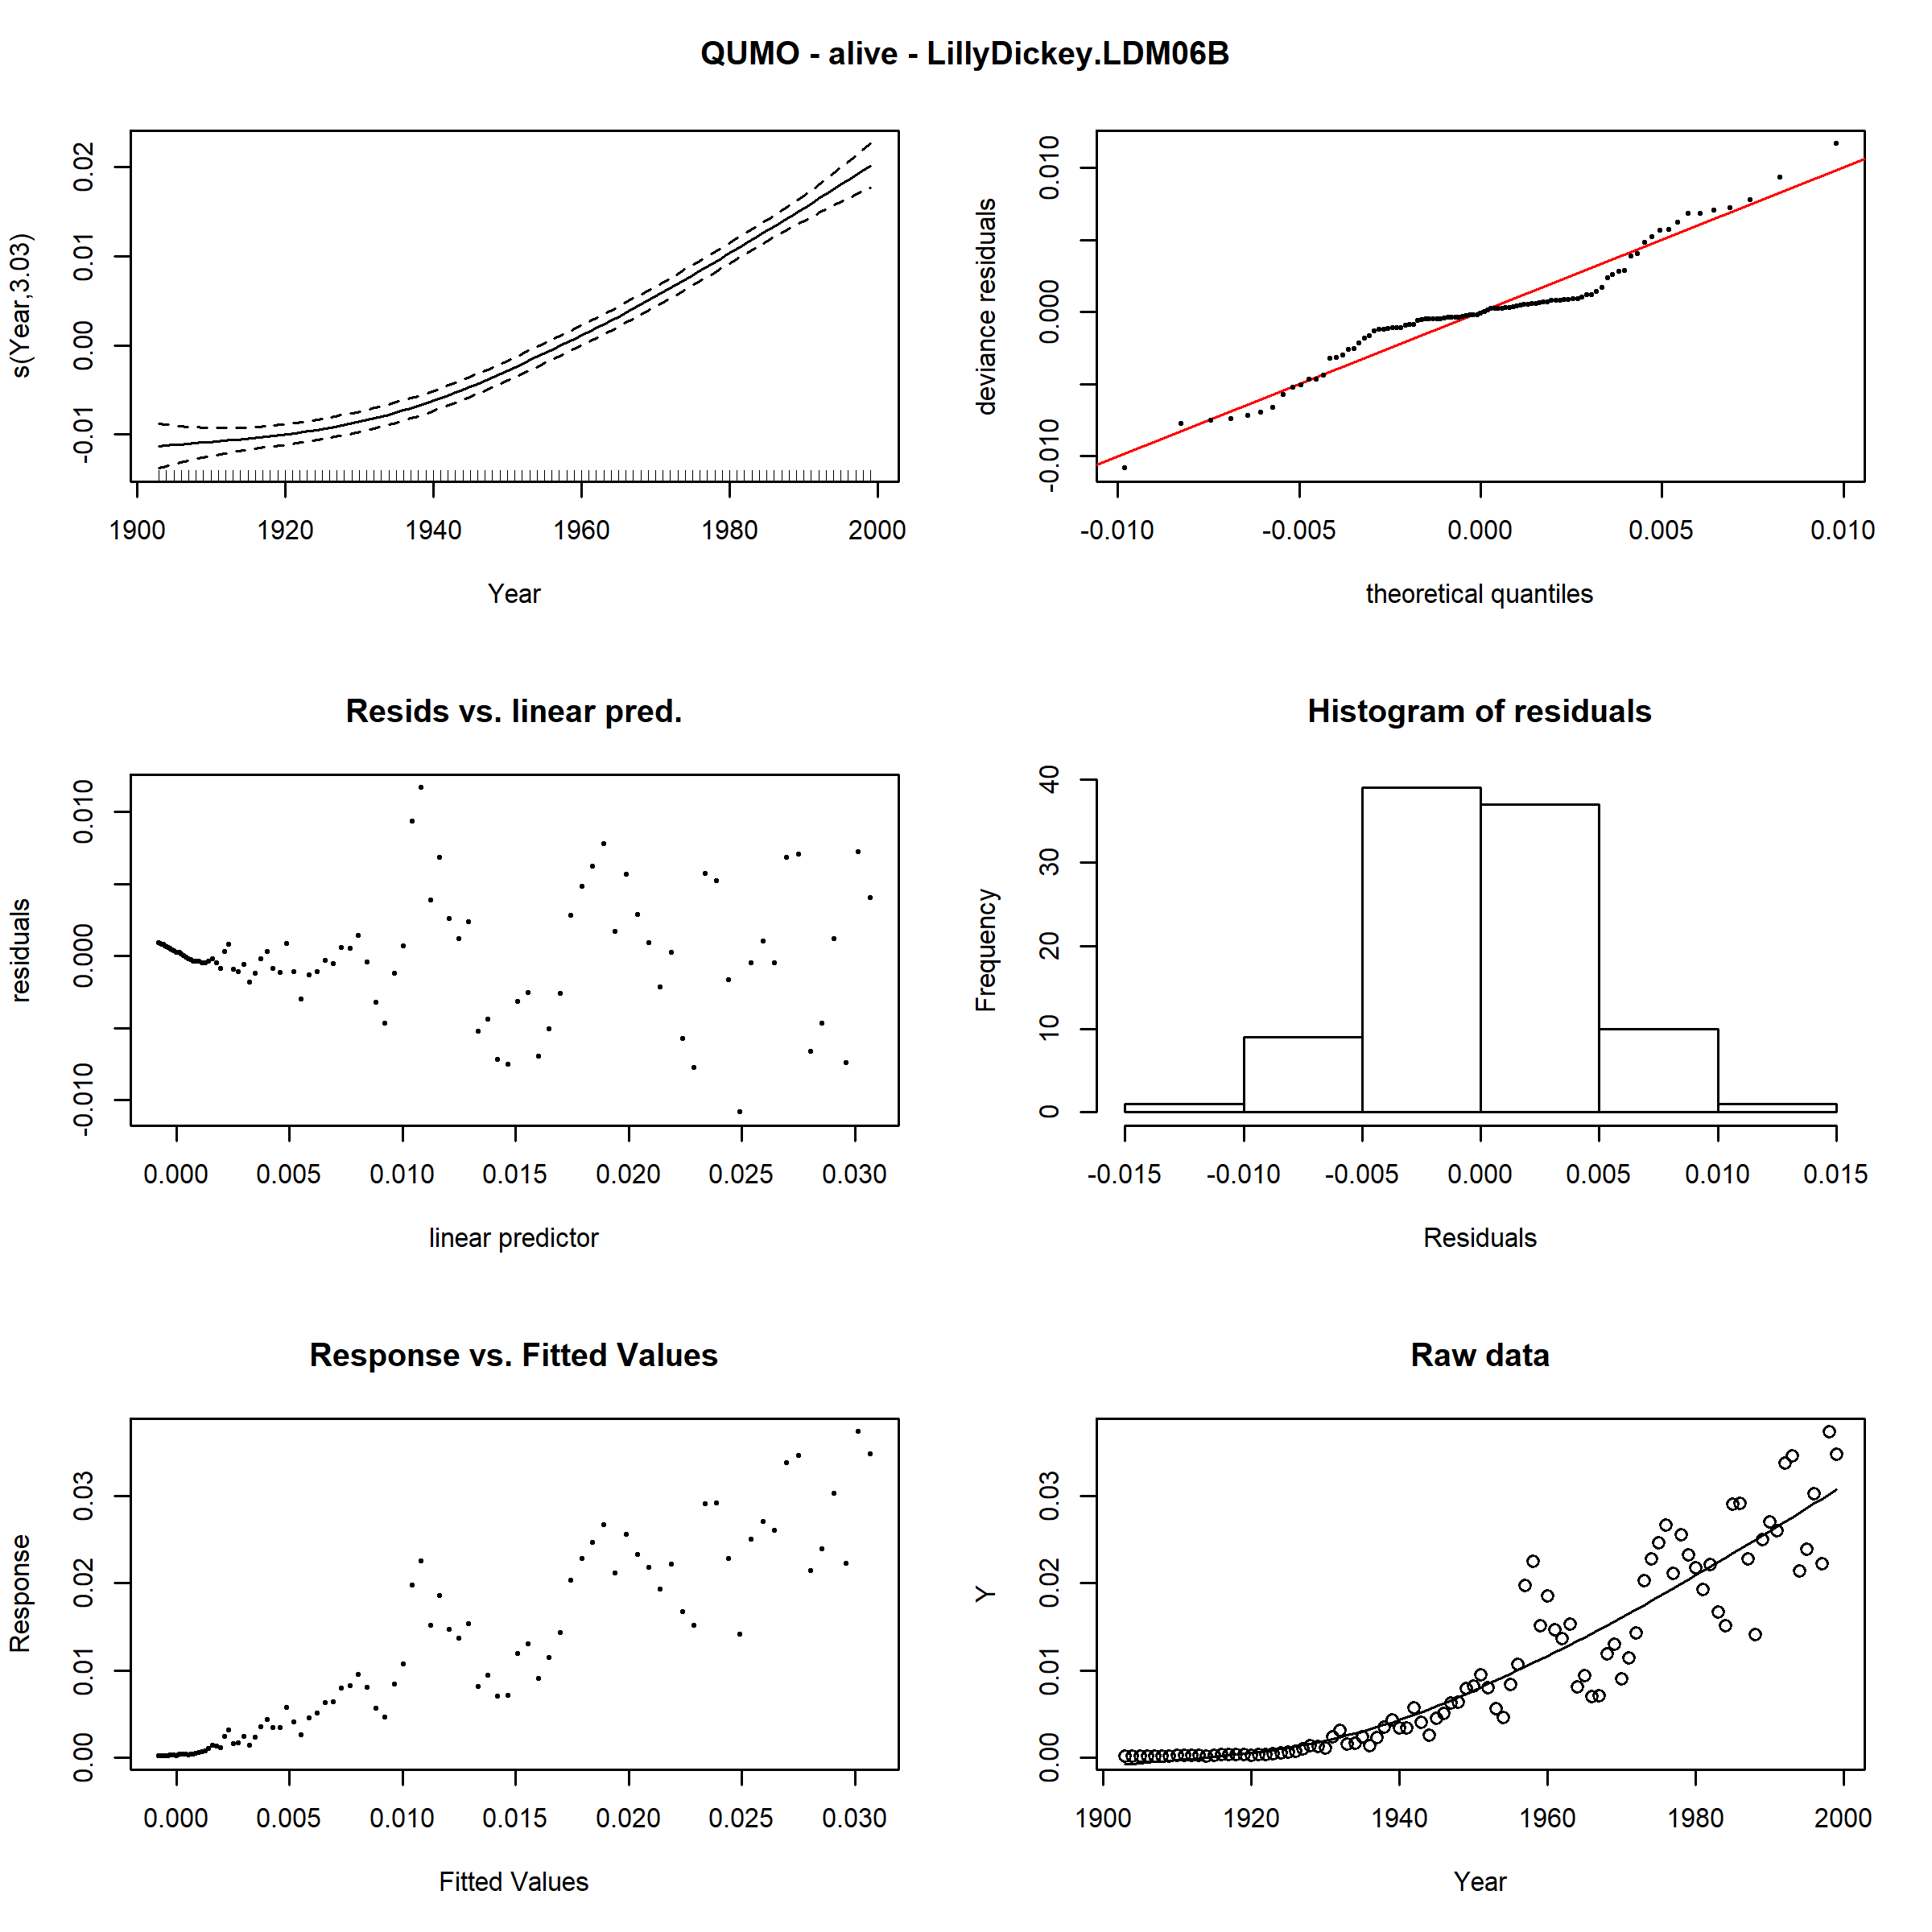 QUMO - alive - LillyDickey.LDM06B
s(Year,3.03)
-0.01 0.00 0.01 0.02
1900 1920 1940 1960 1980 2000
Year
deviance residuals
-0.010 0.000 0.010
-0.010 -0.005 0.000 0.005 0.010
theoretical quantiles
Resids vs. linear pred.
residuals
-0.010 0.000 0.010
0.000 0.005 0.010 0.015 0.020 0.025 0.030
linear predictor
Histogram of residuals
Frequency
0 10 20 30 40
-0.015 -0.010 -0.005 0.000 0.005 0.010 0.015
Residuals
Response vs. Fitted Values
Response
0.00 0.01 0.02 0.03
0.000 0.005 0.010 0.015 0.020 0.025 0.030
Fitted Values
Raw data
Y
0.00 0.01 0.02 0.03
1900 1920 1940 1960 1980 2000
Year